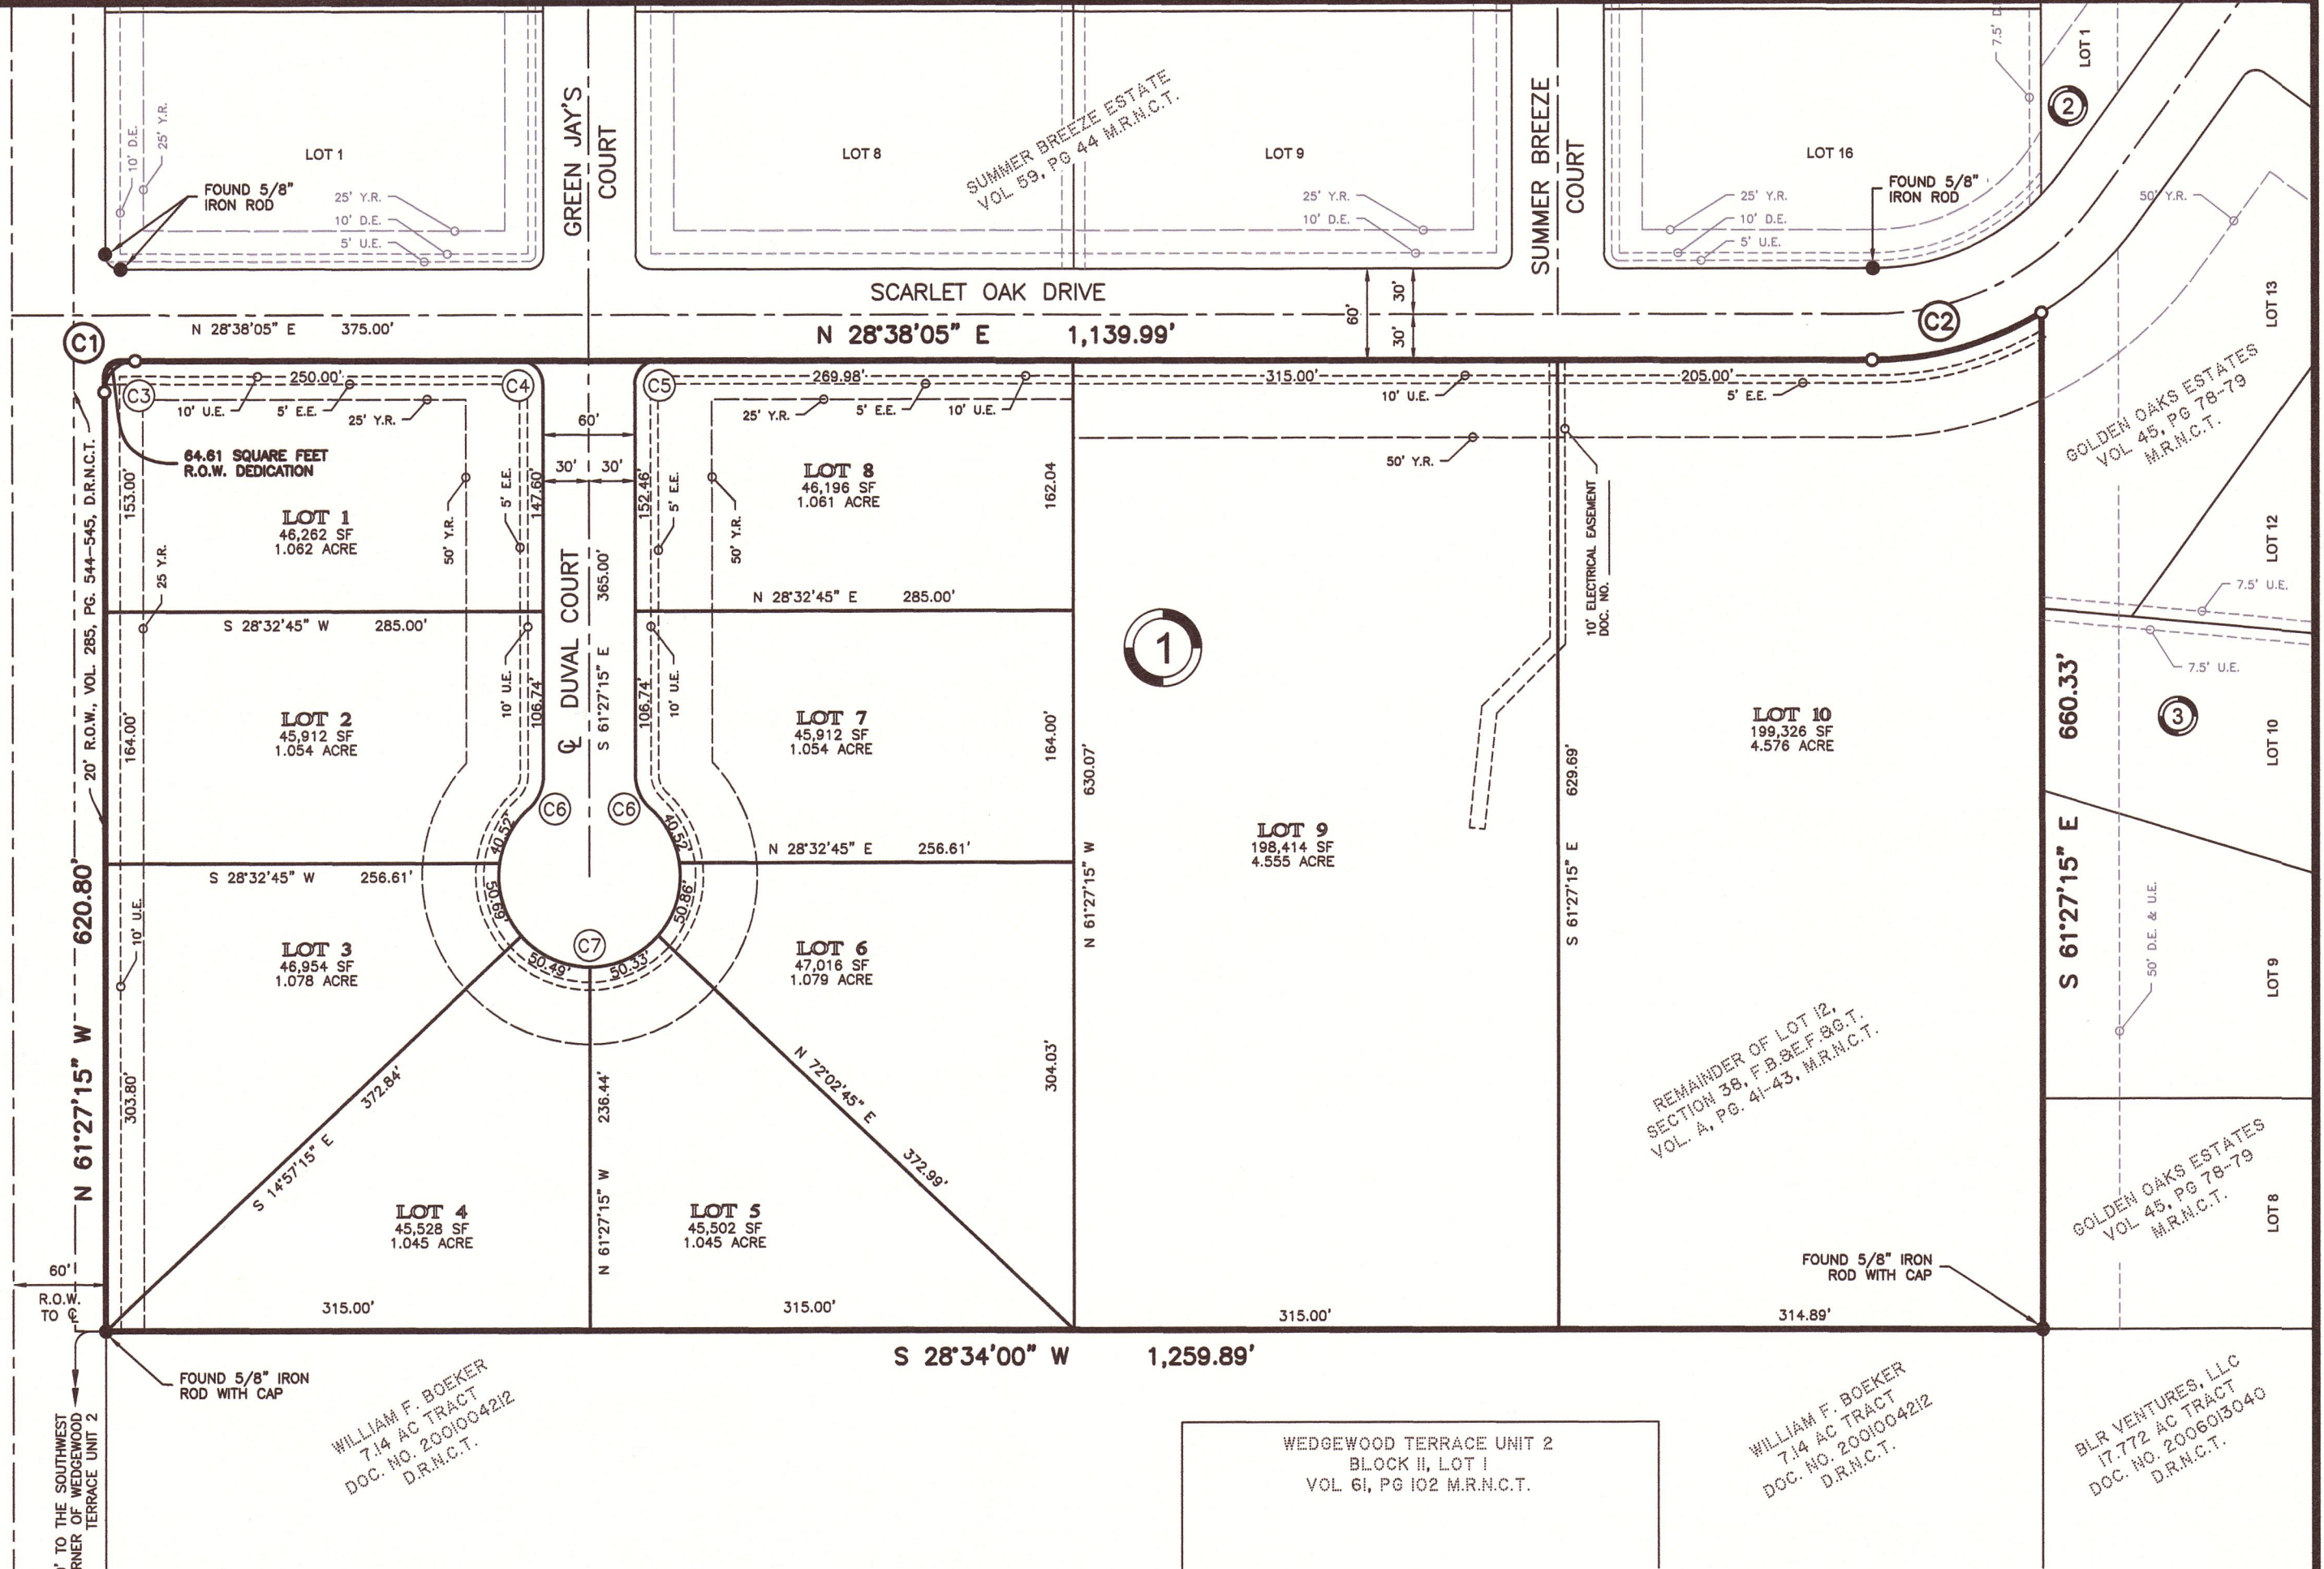 LOT 1
10' D.E.
25' Y.R.
FOUND 5/8"
IRON ROD
25' Y.R.
10' D.E.
5' U.E.
GREEN JAY'S
COURT
LOT 8
SUMMER BREEZE ESTATE
VOL 59, PG 44 M.R.N.C.T.
LOT 9
25' Y.R.
10' D.E.
SUMMER BREEZE
COURT
LOT 16
25' Y.R.
10' D.E.
5' U.E.
FOUND 5/8"
IRON ROD
LOT 1
2
50' Y.R.
LOT 13
SCARLET OAK DRIVE
N 28°38'05" E 375.00'
N 28°38'05" E 1,139.99'
60'
30'
30'
C1
C2
C3
250.00'
C4
C5
269.98'
315.00'
205.00'
10' U.E.
5' E.E.
25' Y.R.
60'
25' Y.R.
5' E.E.
10' U.E.
10' U.E.
5' E.E.
50' Y.R.
GOLDEN OAKS ESTATES
VOL 45, PG 78-79
M.R.N.C.T.
64.61 SQUARE FEET
R.O.W. DEDICATION
20' R.O.W., VOL. 285, PG. 544-545, D.R.N.C.T.
153.00'
25 Y.R.
LOT 1
46,262 SF
1.062 ACRE
50' Y.R.
5' E.E.
147.60'
30'
30'
152.46'
5' E.E.
50' Y.R.
LOT 8
46,196 SF
1.061 ACRE
162.04
10' ELECTRICAL EASEMENT
DOC. NO.
LOT 12
7.5' U.E.
7.5' U.E.
S 28°32'45" W 285.00'
N 28°32'45" E 285.00'
10' U.E.
106.74'
℄ DUVAL COURT
S 61°27'15" E 365.00'
106.74'
10' U.E.
1
164.00'
LOT 2
45,912 SF
1.054 ACRE
LOT 7
45,912 SF
1.054 ACRE
164.00'
N 61°27'15" W 630.07'
S 61°27'15" E 629.69'
LOT 10
199,326 SF
4.576 ACRE
S 61°27'15" E 660.33'
3
LOT 10
C6
C6
40.52'
40.52'
S 28°32'45" W 256.61'
N 28°32'45" E 256.61'
LOT 9
198,414 SF
4.555 ACRE
N 61°27'15" W 620.80'
10' U.E.
LOT 3
46,954 SF
1.078 ACRE
50.69'
C7
50.86'
50.49'
50.33'
LOT 6
47,016 SF
1.079 ACRE
50' D.E. & U.E.
LOT 9
303.80'
S 14°57'15" E 372.84'
N 61°27'15" W 236.44'
N 72°02'45" E 372.99'
304.03'
REMAINDER OF LOT 12,
SECTION 38, F.B.&E.F.&G.T.
VOL. A, PG. 41-43, M.R.N.C.T.
LOT 4
45,528 SF
1.045 ACRE
LOT 5
45,502 SF
1.045 ACRE
GOLDEN OAKS ESTATES
VOL 45, PG 78-79
M.R.N.C.T.
LOT 8
60'
R.O.W.
TO ℄
FOUND 5/8" IRON
ROD WITH CAP
315.00'
315.00'
315.00'
314.89'
S 28°34'00" W 1,259.89'
FOUND 5/8" IRON
ROD WITH CAP
' TO THE SOUTHWEST
RNER OF WEDGEWOOD
TERRACE UNIT 2
WILLIAM F. BOEKER
7.14 AC TRACT
DOC. NO. 2001004212
D.R.N.C.T.
WEDGEWOOD TERRACE UNIT 2
BLOCK 11, LOT 1
VOL 61, PG 102 M.R.N.C.T.
WILLIAM F. BOEKER
7.14 AC TRACT
DOC. NO. 2001004212
D.R.N.C.T.
BLR VENTURES, LLC
17.772 AC TRACT
DOC. NO. 2006013040
D.R.N.C.T.